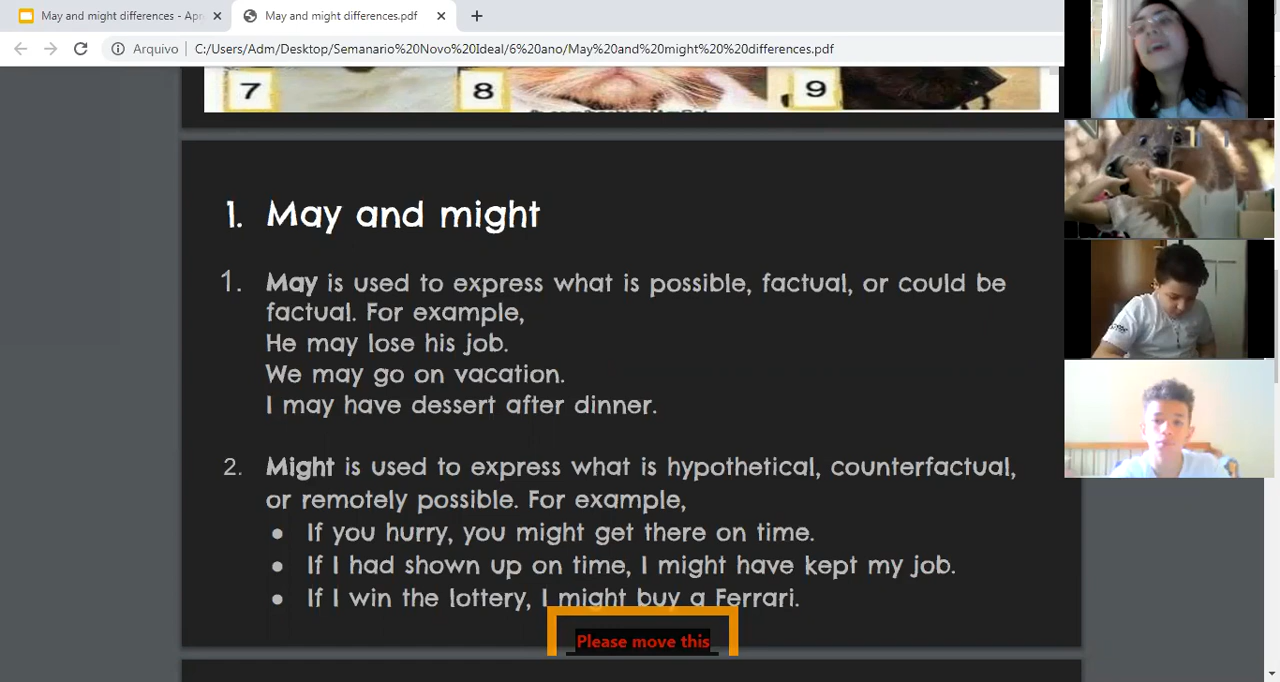 May and might differences - Apr
May and might differences.pdf
Arquivo
C:/Users/Adm/Desktop/Semanario%20Novo%20Ideal/6%20ano/May%20and%20might%20%20differences.pdf
7
8
9
1. May and might
1. May is used to express what is possible, factual, or could be
factual. For example,
He may lose his job.
We may go on vacation.
I may have dessert after dinner.
2. Might is used to express what is hypothetical, counterfactual,
or remotely possible. For example,
● If you hurry, you might get there on time.
● If I had shown up on time, I might have kept my job.
● If I win the lottery, I might buy a Ferrari.
Please move this